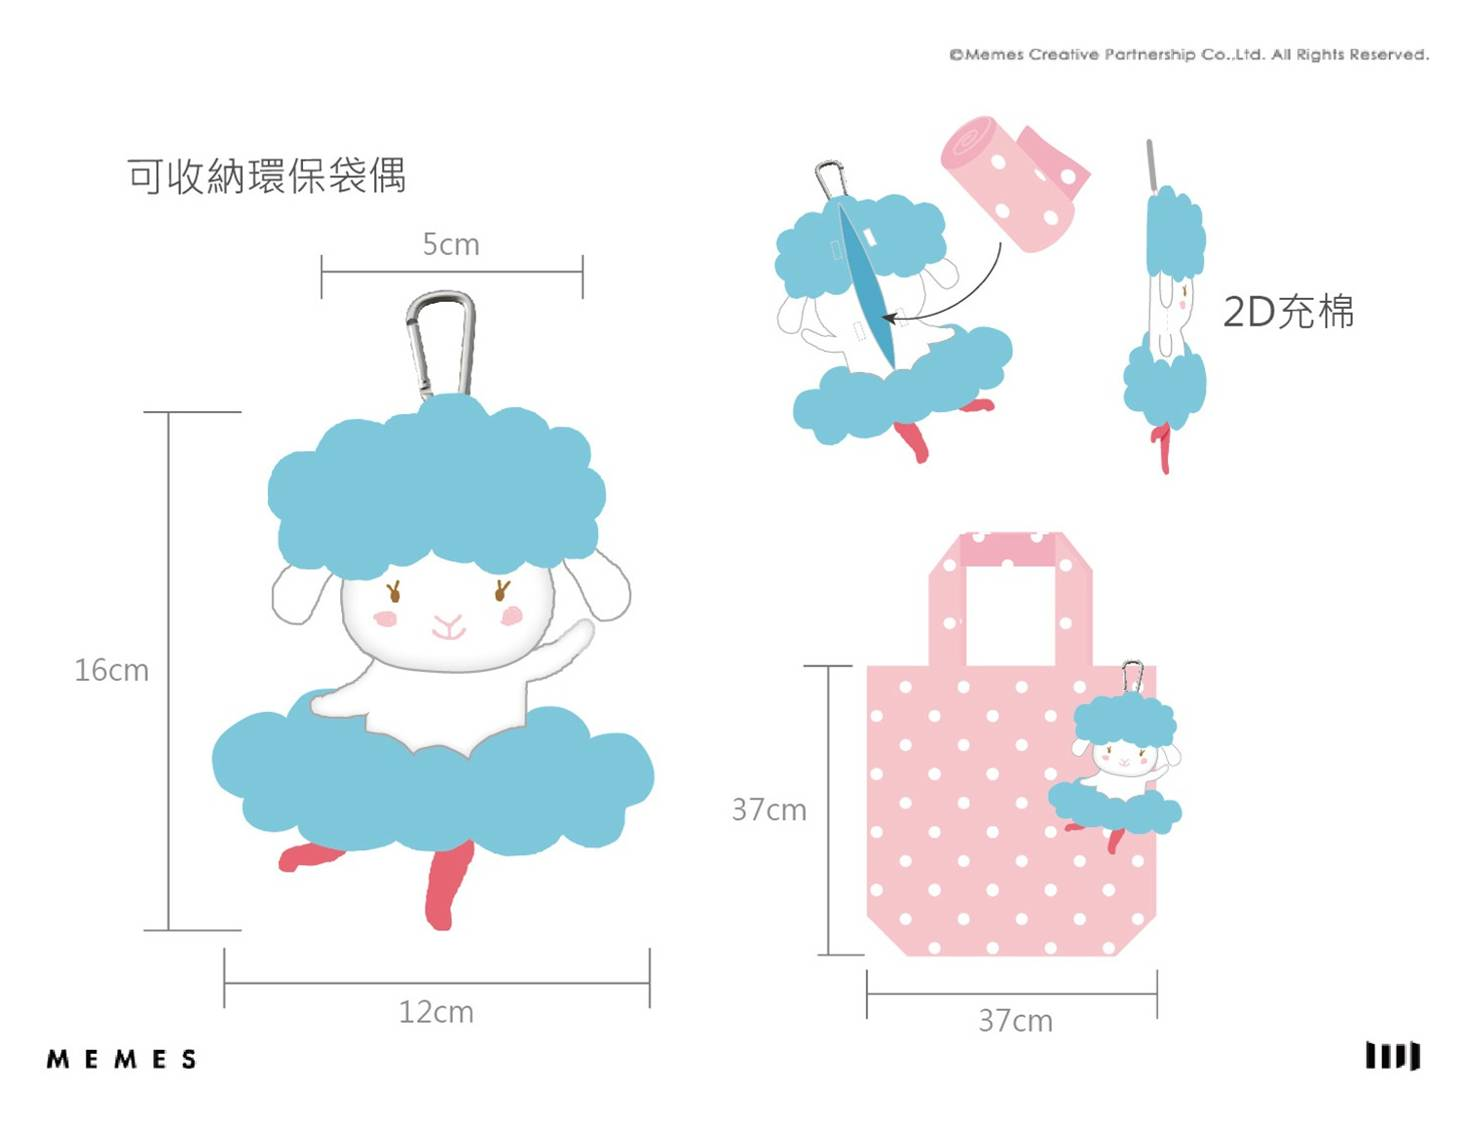 ©Memes Creative Partnership Co.,Ltd. All Rights Reserved.
可收納環保袋偶
5cm
2D充棉
16cm
37cm
12cm
37cm
MEMES